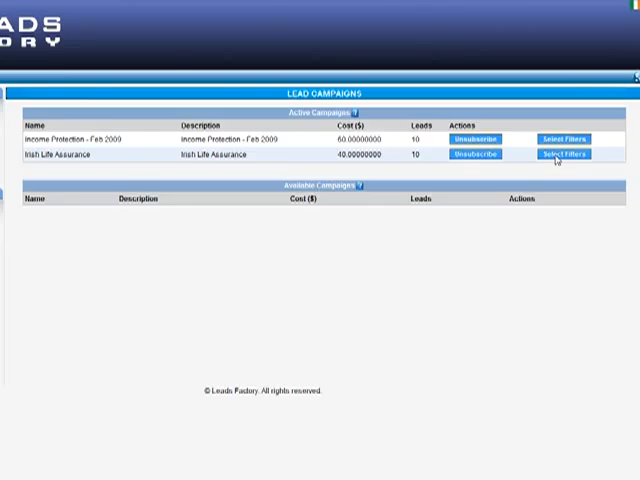 ADS
ORY
LEAD CAMPAIGNS
Active Campaigns ?
Name Description Cost ($) Leads Actions
Income Protection - Feb 2009 Income Protection - Feb 2009 60.00000000 10 Unsubscribe Select Filters
Irish Life Assurance Irish Life Assurance 40.00000000 10 Unsubscribe Select Filters
Available Campaigns ?
Name Description Cost ($) Leads Actions
© Leads Factory. All rights reserved.